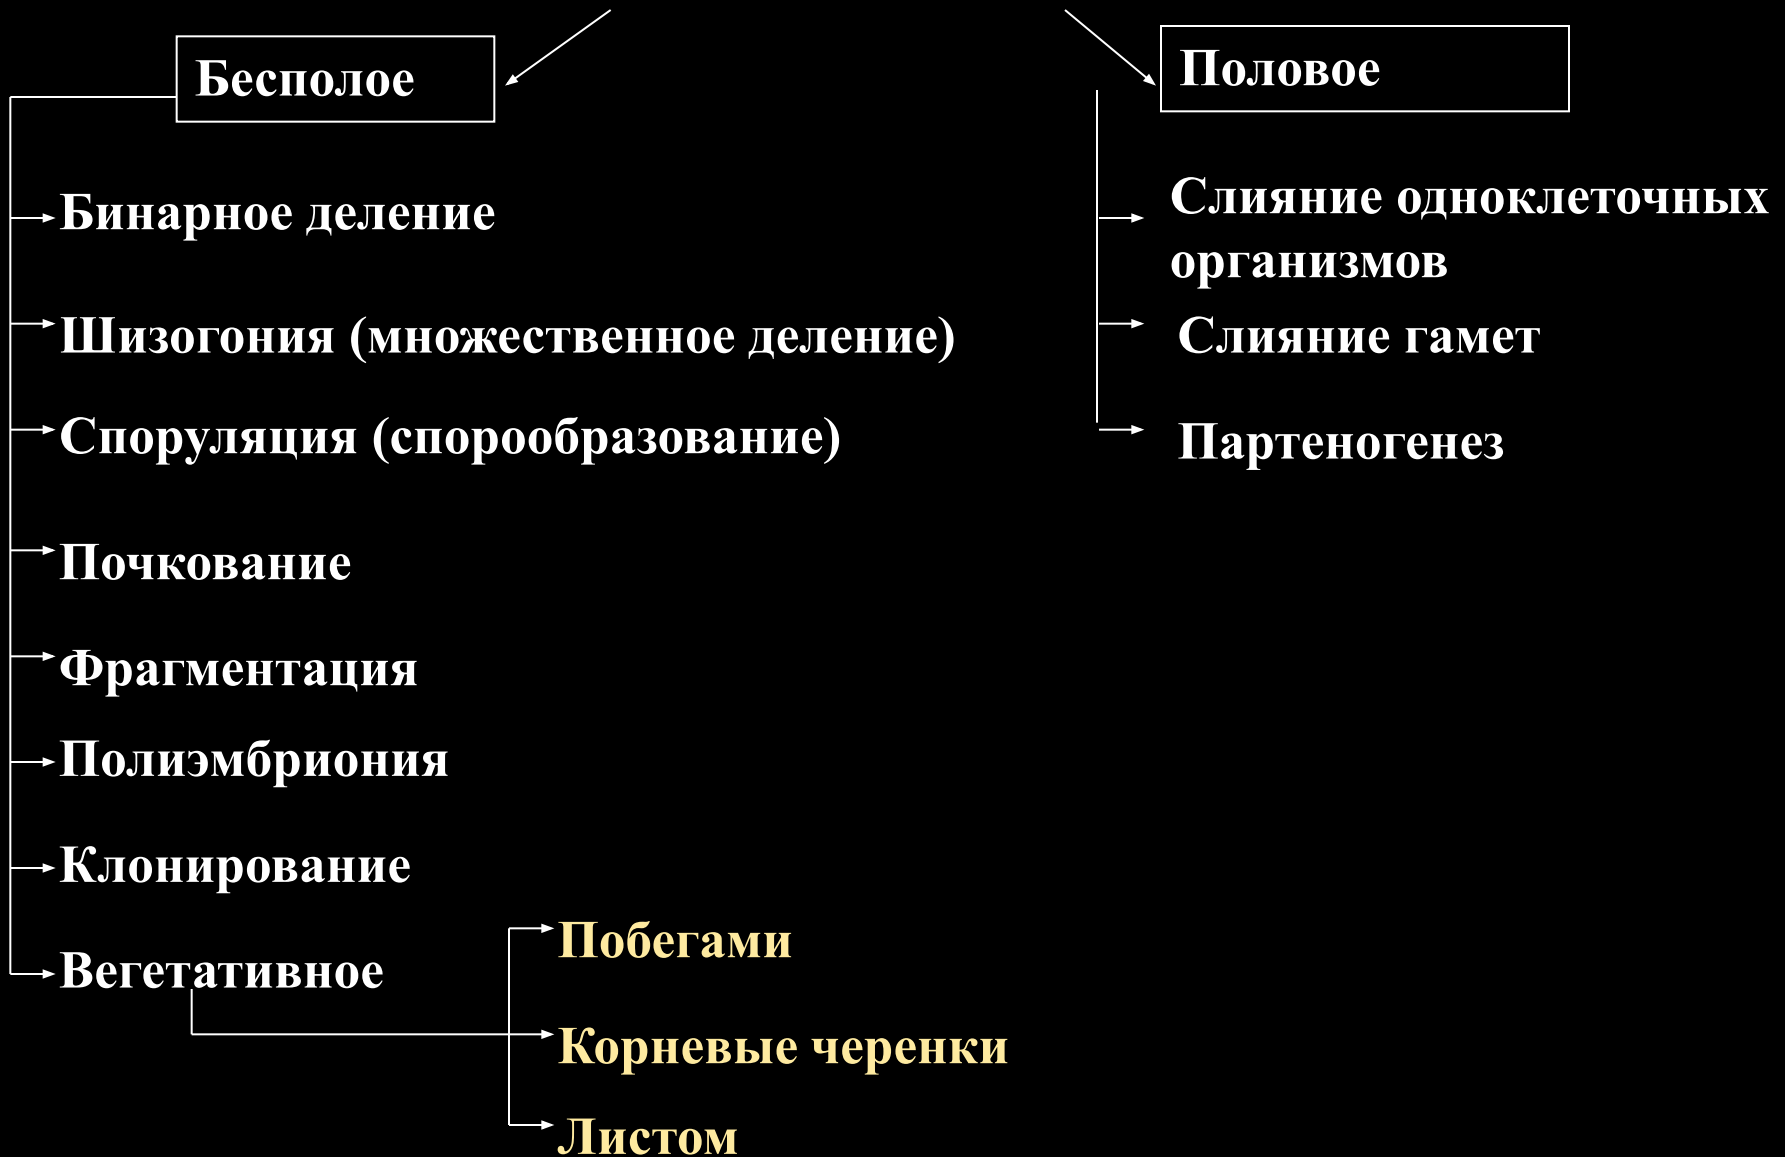 Бесполое
Бинарное деление
Шизогония (множественное деление)
Споруляция (спорообразование)
Почкование
Фрагментация
Полиэмбриония
Клонирование
Вегетативное
Побегами
Корневые черенки
Листом
Половое
Слияние одноклеточных
организмов
Слияние гамет
Партеногенез